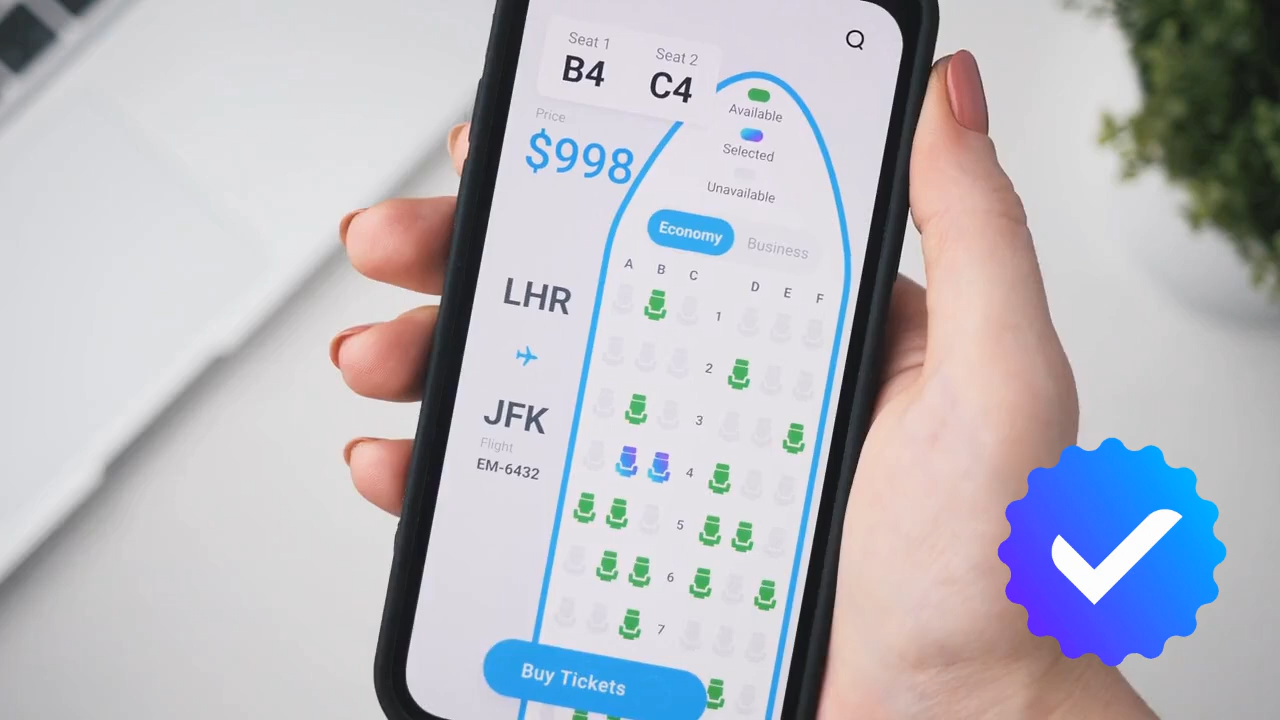 Seat 1
B4
Seat 2
C4
Price
$998
Available
Selected
Unavailable
Economy
Business
A B C D E F
1
LHR
2
3
JFK
Flight
EM-6432
4
5
6
7
Buy Tickets